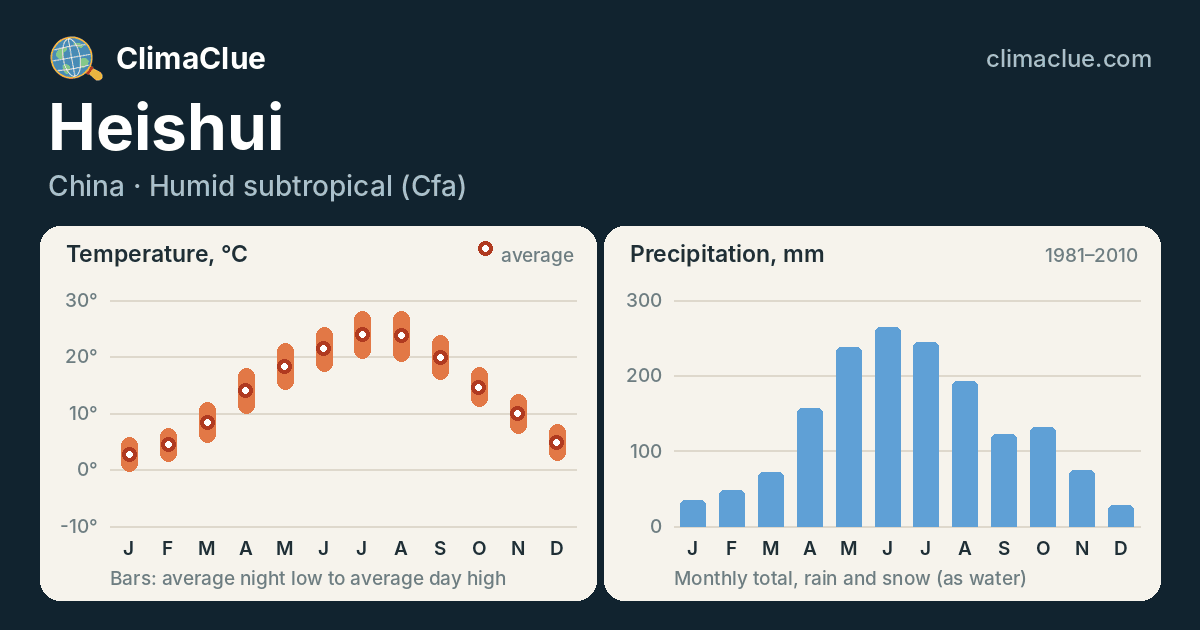 ClimaClue
climaclue.com
Heishui
China · Humid subtropical (Cfa)
Temperature, °C
average
30°
20°
10°
0°
-10°
J F M A M J J A S O N D
Bars: average night low to average day high
Precipitation, mm
1981–2010
300
200
100
0
J F M A M J J A S O N D
Monthly total, rain and snow (as water)